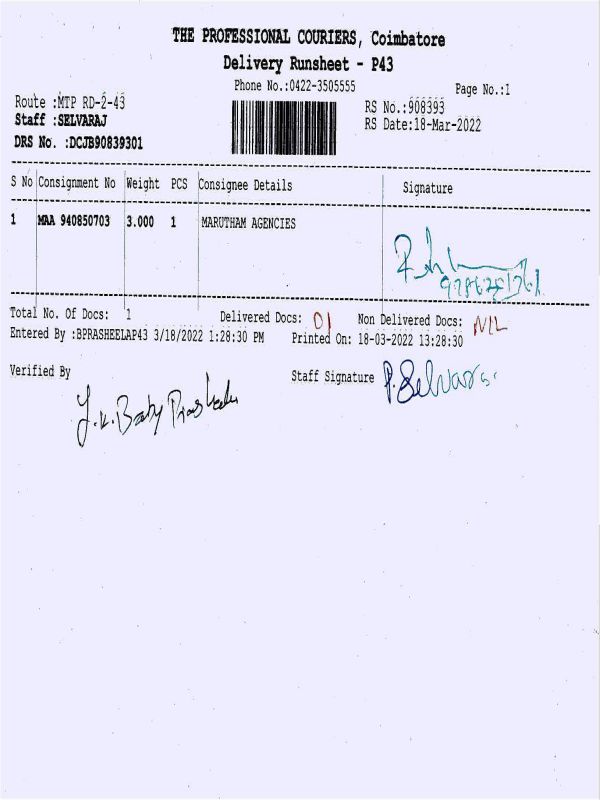 THE PROFESSIONAL COURIERS, Coimbatore
Delivery Runsheet - P43
Phone No.:0422-3505555
Page No.:1
Route :MTP RD-2-43
RS No.:908393
Staff :SELVARAJ
RS Date:18-Mar-2022
DRS No. :DCJB90839301
S No Consignment No Weight PCS Consignee Details Signature
1 MAA 940850703 3.000 1 MARUTHAM AGENCIES
Total No. Of Docs: 1 Delivered Docs: 01 Non Delivered Docs: NIL
Entered By :BPRASHEELAP43 3/18/2022 1:28:30 PM Printed On: 18-03-2022 13:28:30
Verified By Staff Signature P. Selvaraj